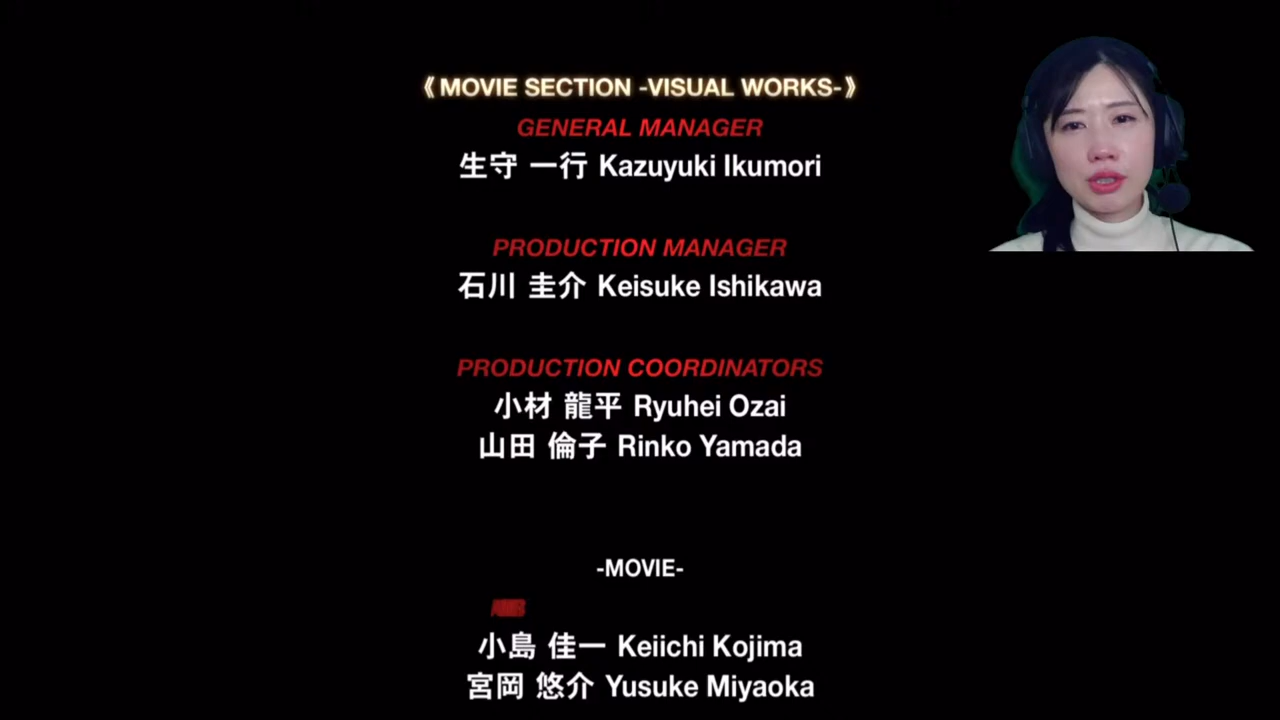 《 MOVIE SECTION -VISUAL WORKS- 》
GENERAL MANAGER
生守 一行 Kazuyuki Ikumori
PRODUCTION MANAGER
石川 圭介 Keisuke Ishikawa
PRODUCTION COORDINATORS
小材 龍平 Ryuhei Ozai
山田 倫子 Rinko Yamada
-MOVIE-
小島 佳一 Keiichi Kojima
宮岡 悠介 Yusuke Miyaoka